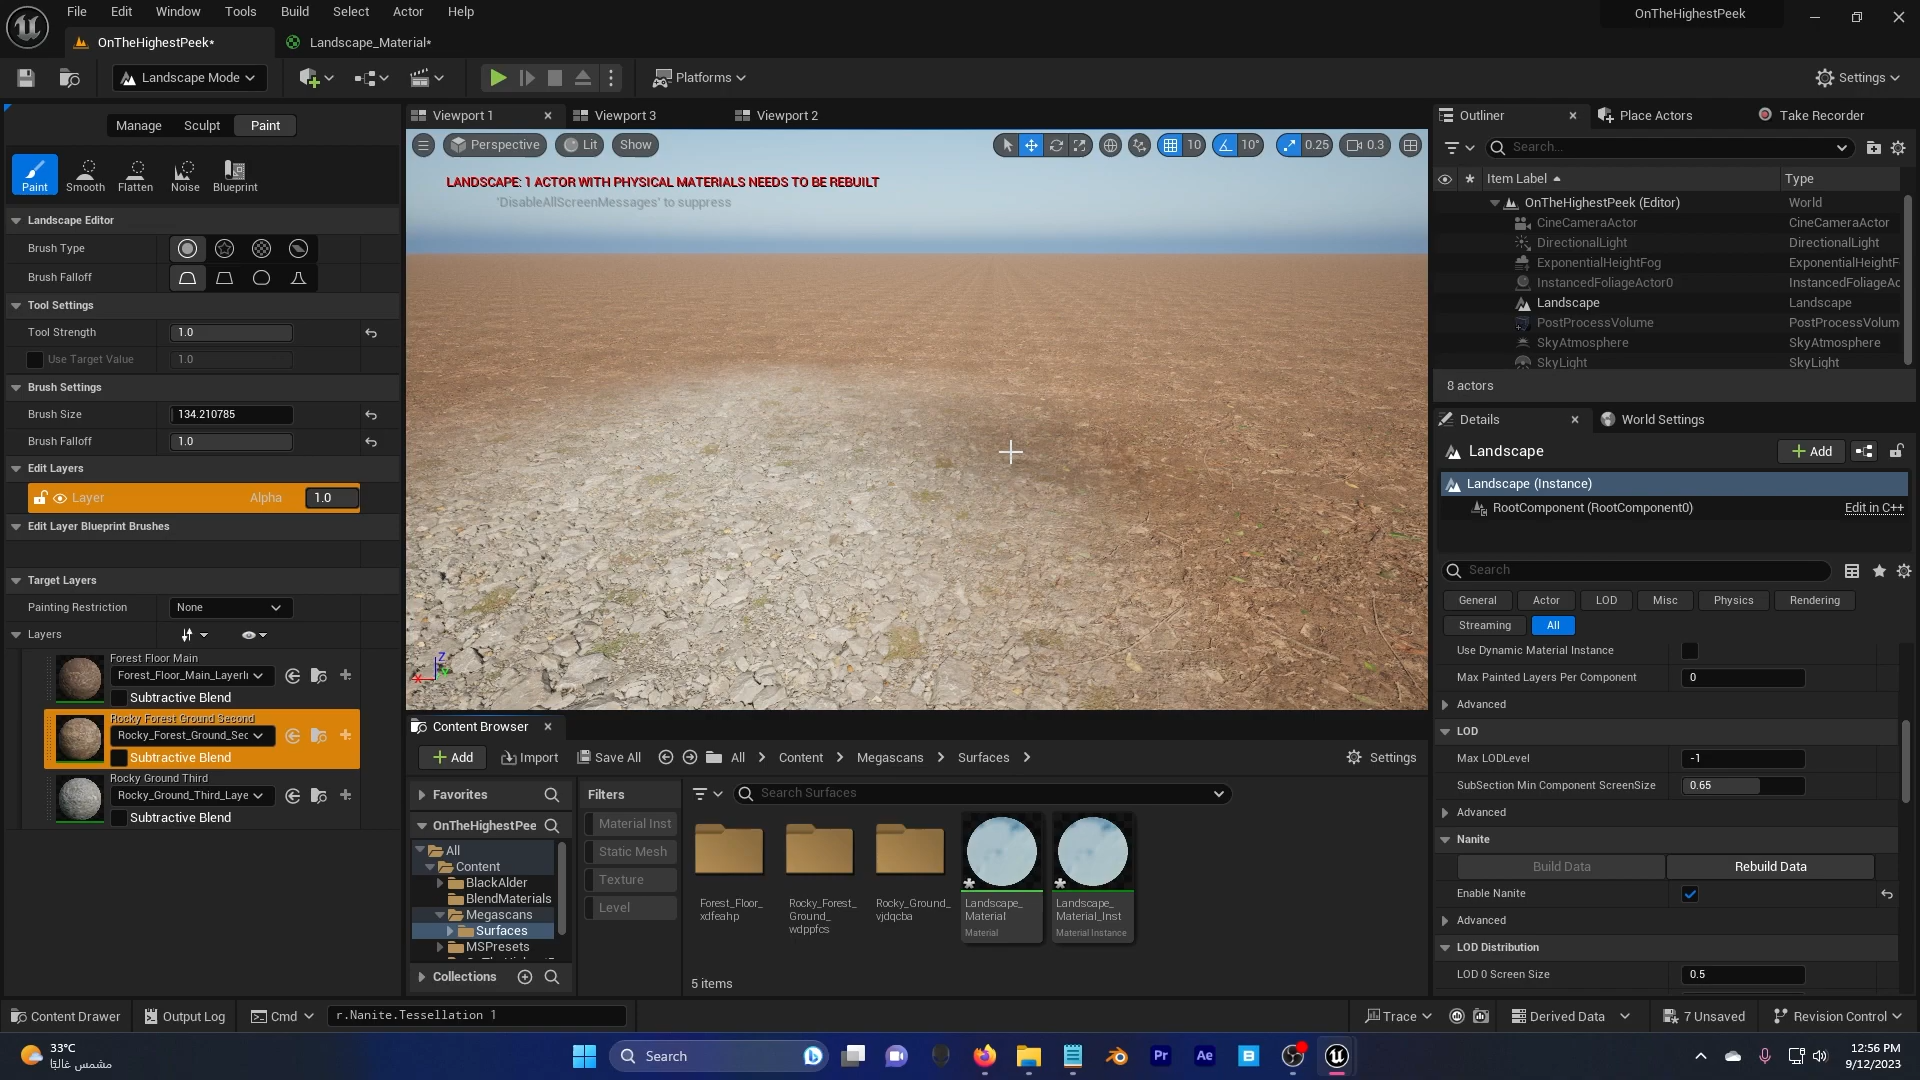 File Edit Window Tools Build Select Actor Help
OnTheHighestPeek
OnTheHighestPeek*
Landscape_Material*
Landscape Mode
Platforms
Settings
Manage Sculpt Paint
Paint Smooth Flatten Noise Blueprint
Landscape Editor
Brush Type
Brush Falloff
Tool Settings
Tool Strength 1.0
Use Target Value 1.0
Brush Settings
Brush Size 134.210785
Brush Falloff 1.0
Edit Layers
Layer Alpha 1.0
Edit Layer Blueprint Brushes
Target Layers
Painting Restriction None
Layers
Forest Floor Main
Forest_Floor_Main_LayerI
Subtractive Blend
Rocky Forest Ground Second
Rocky_Forest_Ground_Sec
Subtractive Blend
Rocky Ground Third
Rocky_Ground_Third_Laye
Subtractive Blend
Viewport 1
Viewport 3
Viewport 2
Perspective Lit Show
10 10° 0.25 0.3
LANDSCAPE: 1 ACTOR WITH PHYSICAL MATERIALS NEEDS TO BE REBUILT
'DisableAllScreenMessages' to suppress
Z
X
Content Browser
Add Import Save All All Content Megascans Surfaces Settings
Favorites
OnTheHighestPee
All
Content
BlackAlder
BlendMaterials
Megascans
Surfaces
MSPresets
Collections
Filters
Material Inst
Static Mesh
Texture
Level
Search Surfaces
Forest_Floor_
xdfeahp
Rocky_Forest_
Ground_
wdppfcs
Rocky_Ground_
vjdqcba
Landscape_
Material
Material
Landscape_
Material_Inst
Material Instance
5 items
Outliner
Place Actors
Take Recorder
Search...
Item Label Type
OnTheHighestPeek (Editor) World
CineCameraActor CineCameraActor
DirectionalLight DirectionalLight
ExponentialHeightFog ExponentialHeightF
InstancedFoliageActor0 InstancedFoliageAc
Landscape Landscape
PostProcessVolume PostProcessVolum
SkyAtmosphere SkyAtmosphere
SkyLight SkyLight
8 actors
Details
World Settings
Landscape Add
Landscape (Instance)
RootComponent (RootComponent0) Edit in C++
Search
General Actor LOD Misc Physics Rendering
Streaming All
Use Dynamic Material Instance
Max Painted Layers Per Component 0
Advanced
LOD
Max LODLevel -1
SubSection Min Component ScreenSize 0.65
Advanced
Nanite
Build Data Rebuild Data
Enable Nanite
Advanced
LOD Distribution
LOD 0 Screen Size 0.5
Content Drawer Output Log Cmd r.Nanite.Tessellation 1
Trace Derived Data 7 Unsaved Revision Control
33°C
مشمس غالبًا
Search
Pr Ae B
12:56 PM
9/12/2023